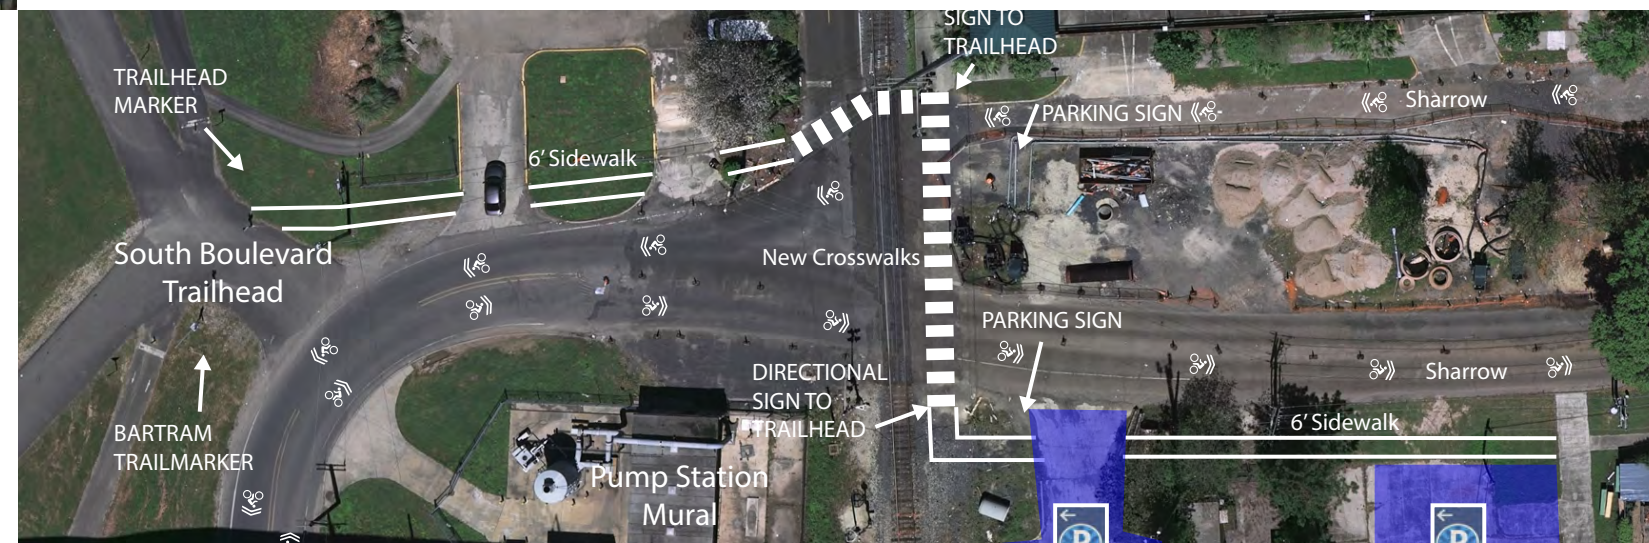 SIGN TO
TRAILHEAD
TRAILHEAD
MARKER
PARKING SIGN
Sharrow
6’ Sidewalk
South Boulevard
Trailhead
New Crosswalks
PARKING SIGN
DIRECTIONAL
SIGN TO
TRAILHEAD
Sharrow
6’ Sidewalk
BARTRAM
TRAILMARKER
Pump Station
Mural
P
P